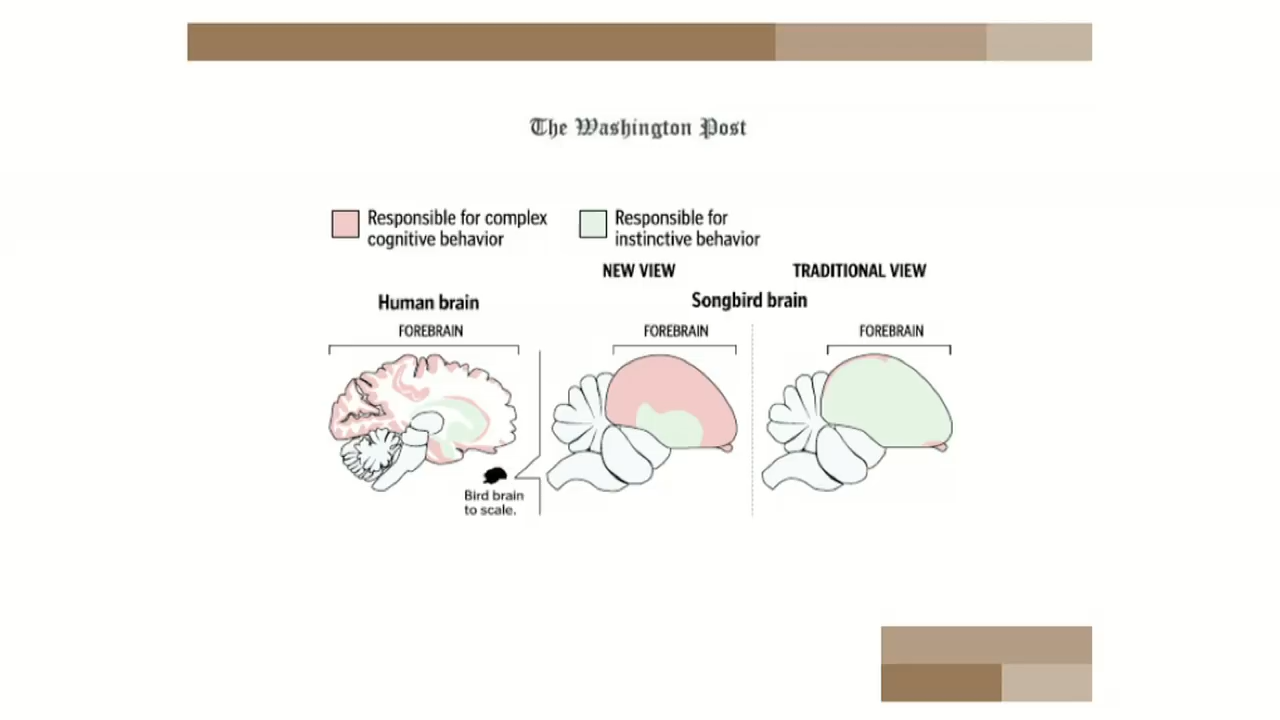 The Washington Post
Responsible for complex
cognitive behavior
Responsible for
instinctive behavior
NEW VIEW
TRADITIONAL VIEW
Human brain
Songbird brain
FOREBRAIN
FOREBRAIN
FOREBRAIN
Bird brain
to scale.